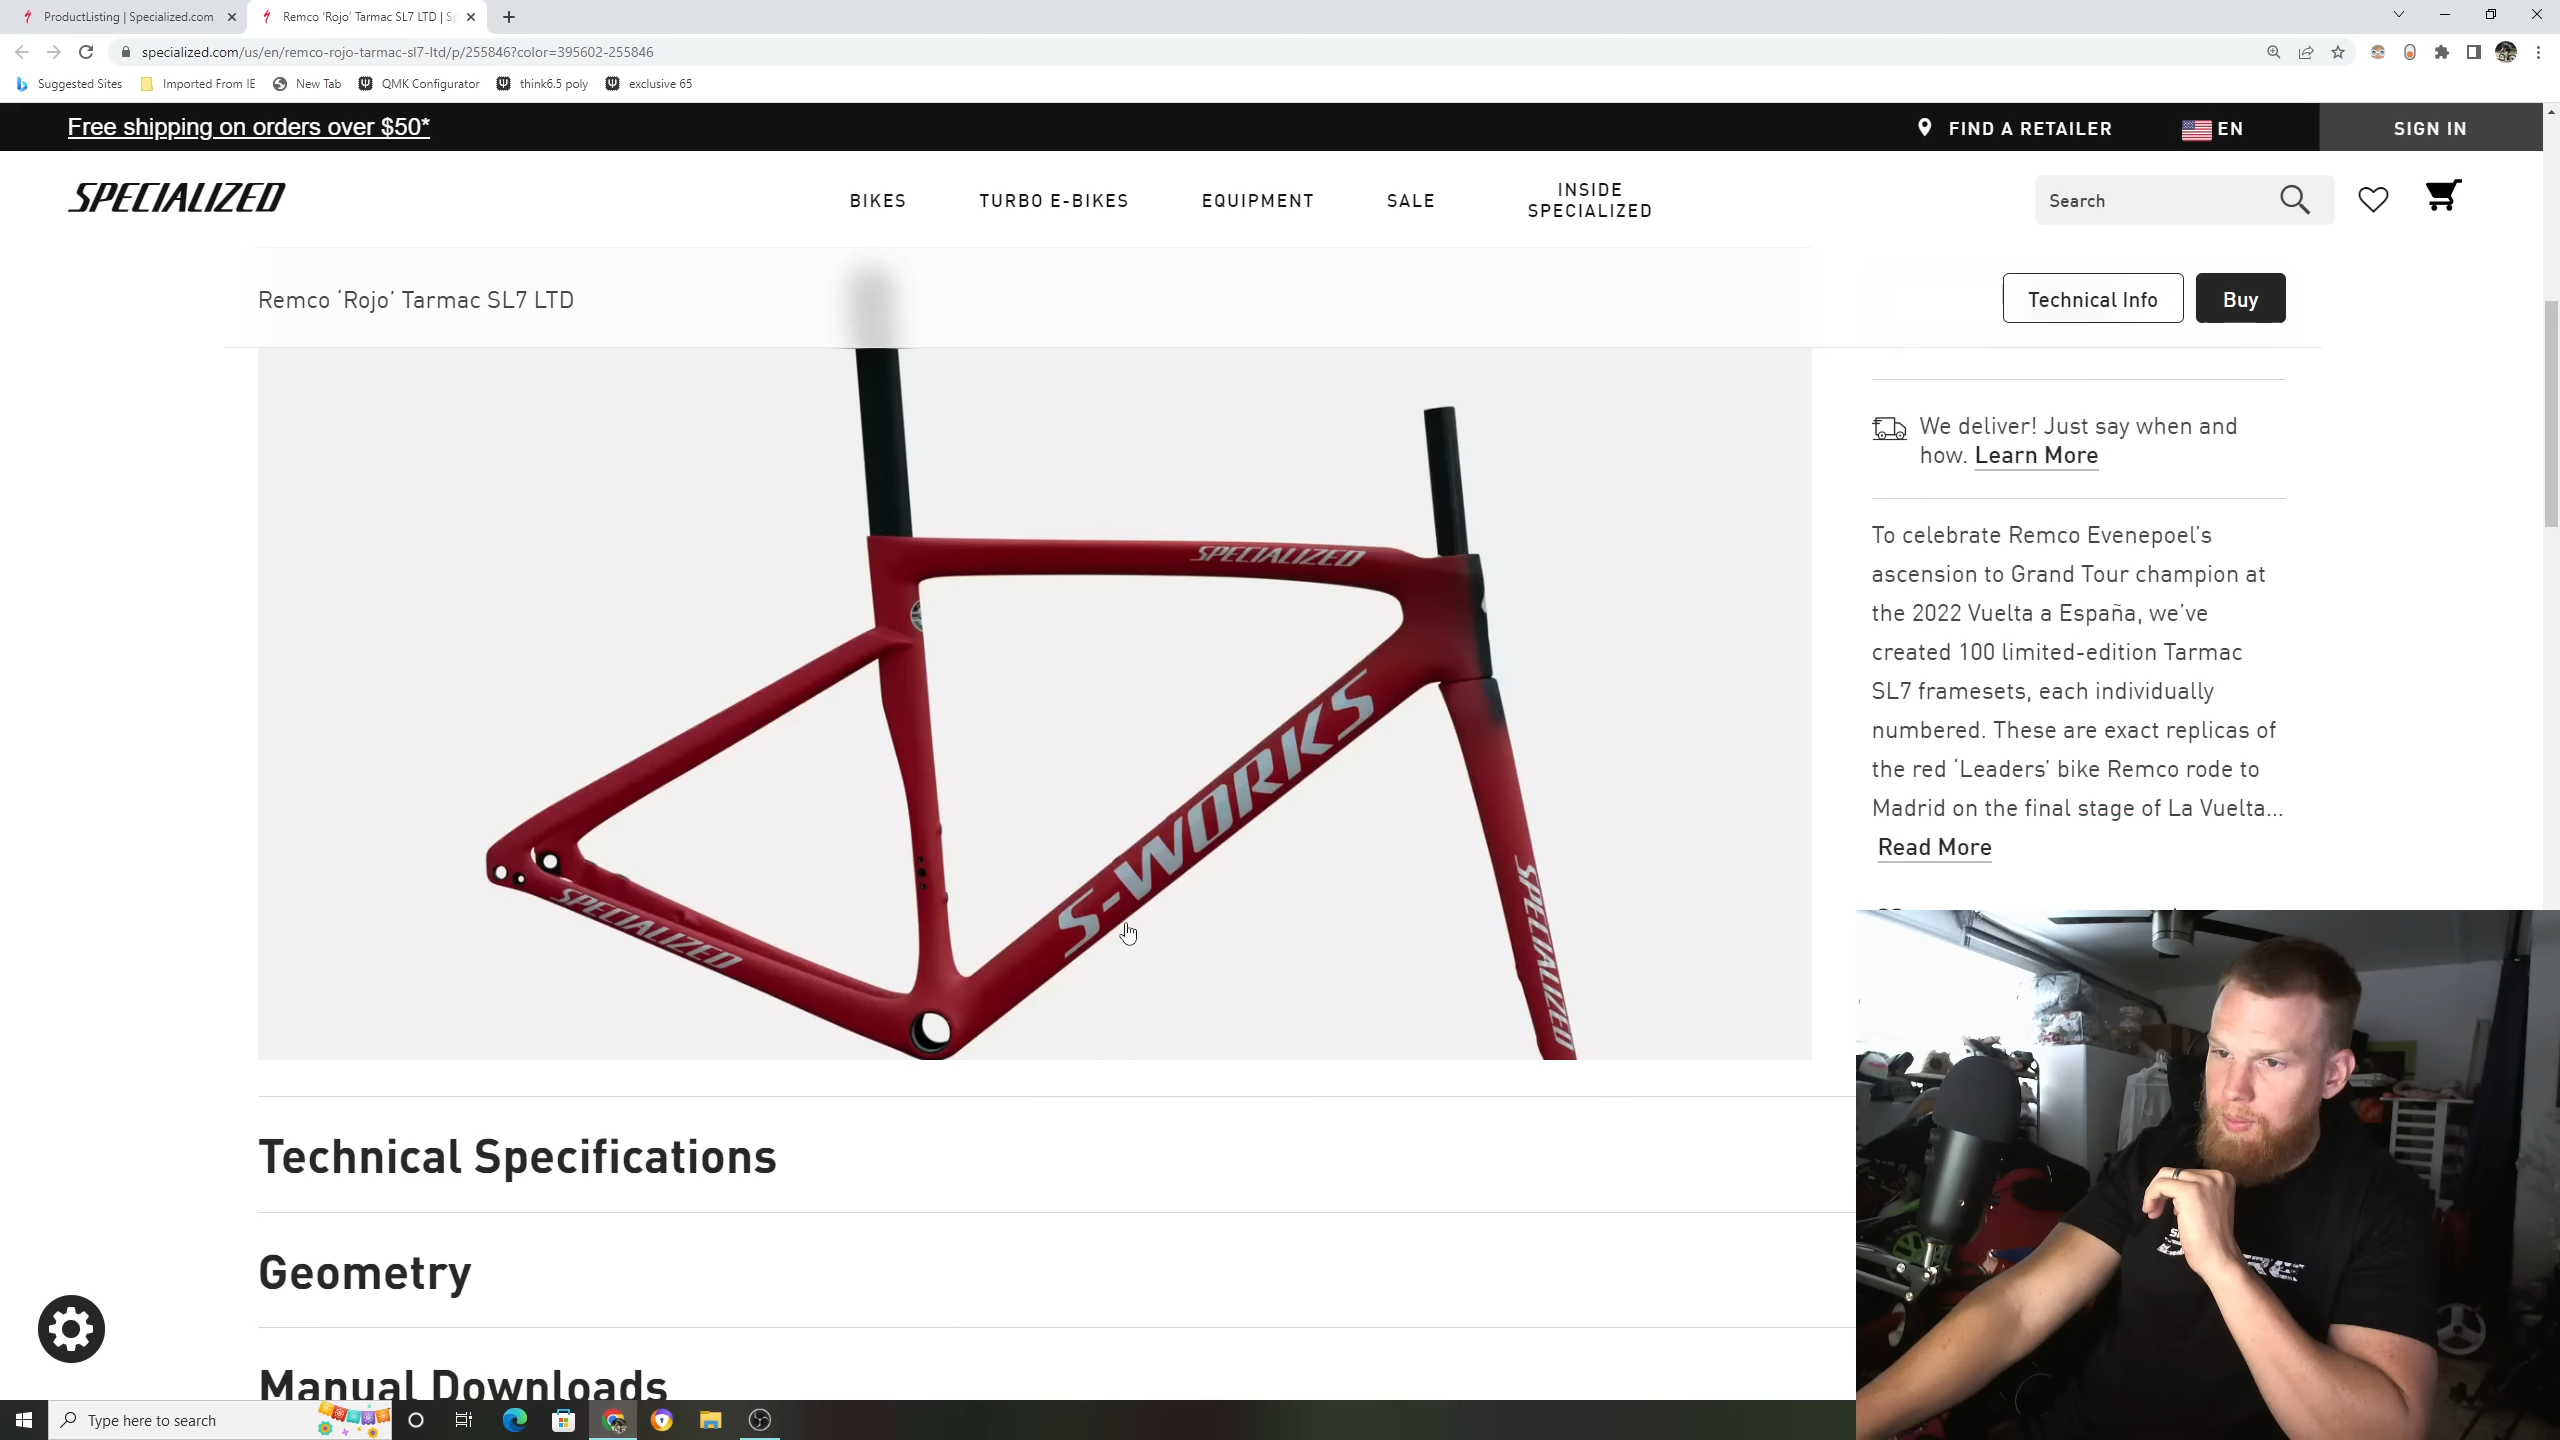 ProductListing | Specialized.com
Remco ‘Rojo’ Tarmac SL7 LTD | Sp
specialized.com/us/en/remco-rojo-tarmac-sl7-ltd/p/255846?color=395602-255846
Suggested Sites
Imported From IE
New Tab
QMK Configurator
think6.5 poly
exclusive 65
Free shipping on orders over $50*
FIND A RETAILER
EN
SIGN IN
SPECIALIZED
BIKES
TURBO E-BIKES
EQUIPMENT
SALE
INSIDE
SPECIALIZED
Search
Remco ‘Rojo’ Tarmac SL7 LTD
Technical Info
Buy
SPECIALIZED
S-WORKS
SPECIALIZED
SPECIALIZED
We deliver! Just say when and
how. Learn More
To celebrate Remco Evenepoel’s
ascension to Grand Tour champion at
the 2022 Vuelta a España, we’ve
created 100 limited-edition Tarmac
SL7 framesets, each individually
numbered. These are exact replicas of
the red ‘Leaders’ bike Remco rode to
Madrid on the final stage of La Vuelta...
Read More
Technical Specifications
Geometry
Manual Downloads
Type here to search